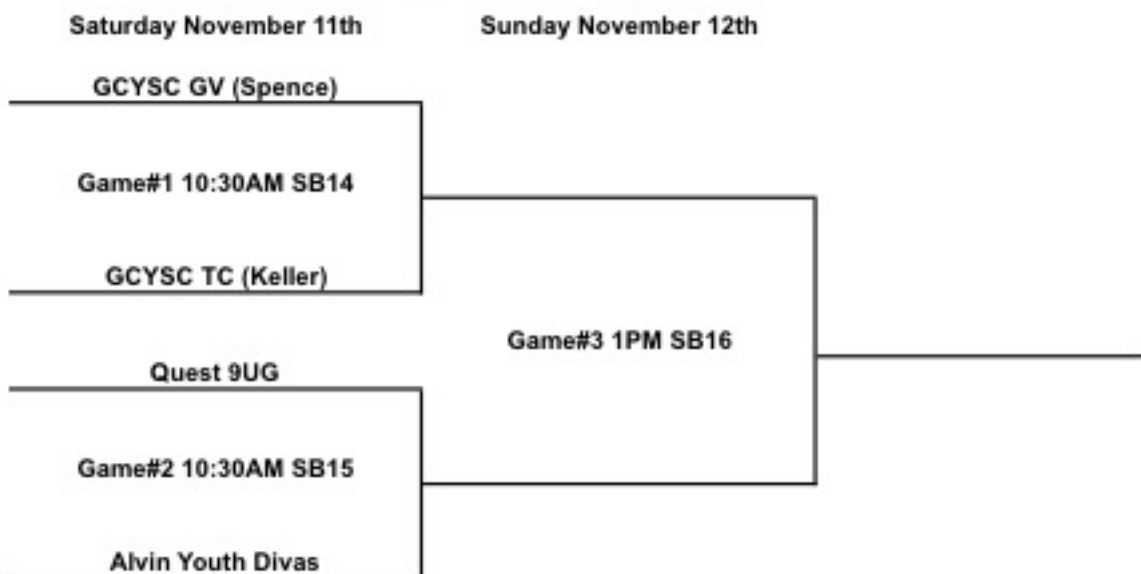 Saturday November 11th
Sunday November 12th
GCYSC GV (Spence)
Game#1 10:30AM SB14
GCYSC TC (Keller)
Game#3 1PM SB16
Quest 9UG
Game#2 10:30AM SB15
Alvin Youth Divas